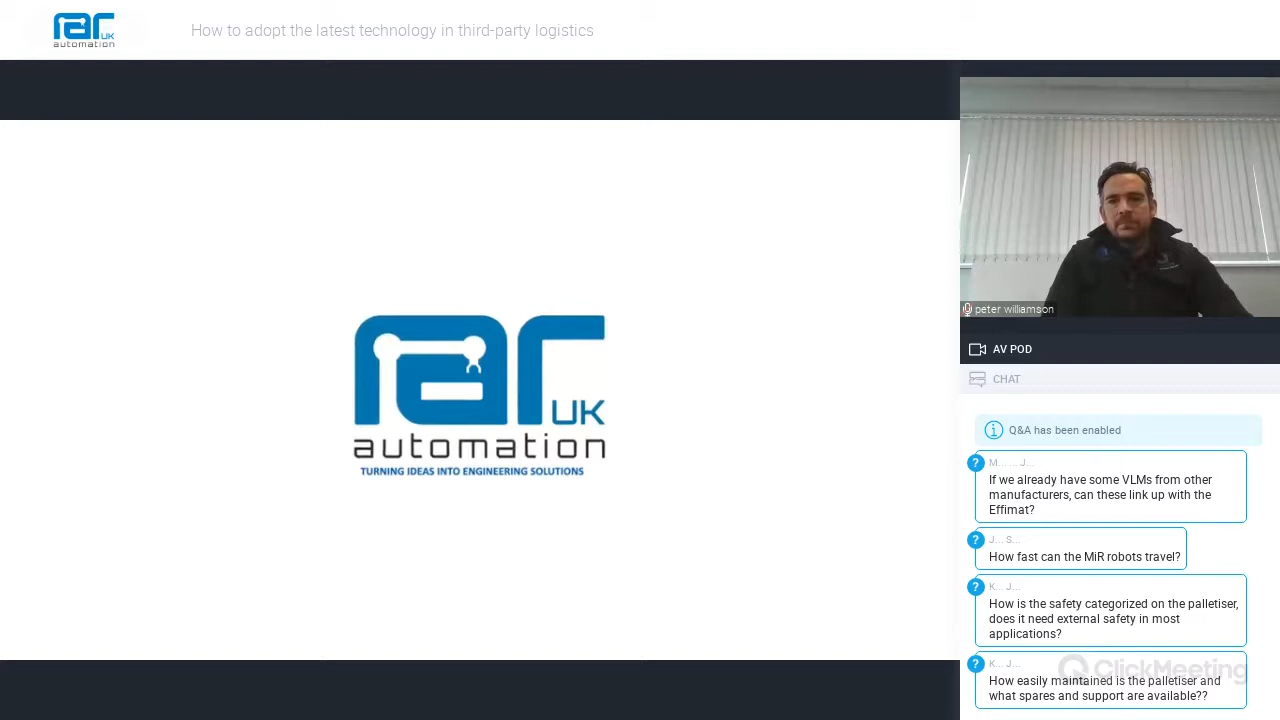 rar UK
automation
How to adopt the latest technology in third-party logistics
rar
UK
automation
TURNING IDEAS INTO ENGINEERING SOLUTIONS
peter williamson
AV POD
CHAT
Q&A has been enabled
M... ... J...
If we already have some VLMs from other
manufacturers, can these link up with the
Effimat?
J... S...
How fast can the MiR robots travel?
K... J...
How is the safety categorized on the palletiser,
does it need external safety in most
applications?
K... J...
How easily maintained is the palletiser and
what spares and support are available??
ClickMeeting